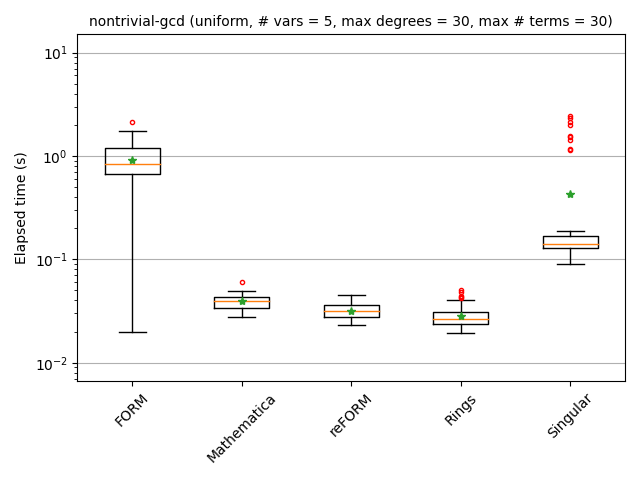 nontrivial-gcd (uniform, # vars = 5, max degrees = 30, max # terms = 30)
Elapsed time (s)
10¹
10⁰
10⁻¹
10⁻²
FORM
Mathematica
reFORM
Rings
Singular